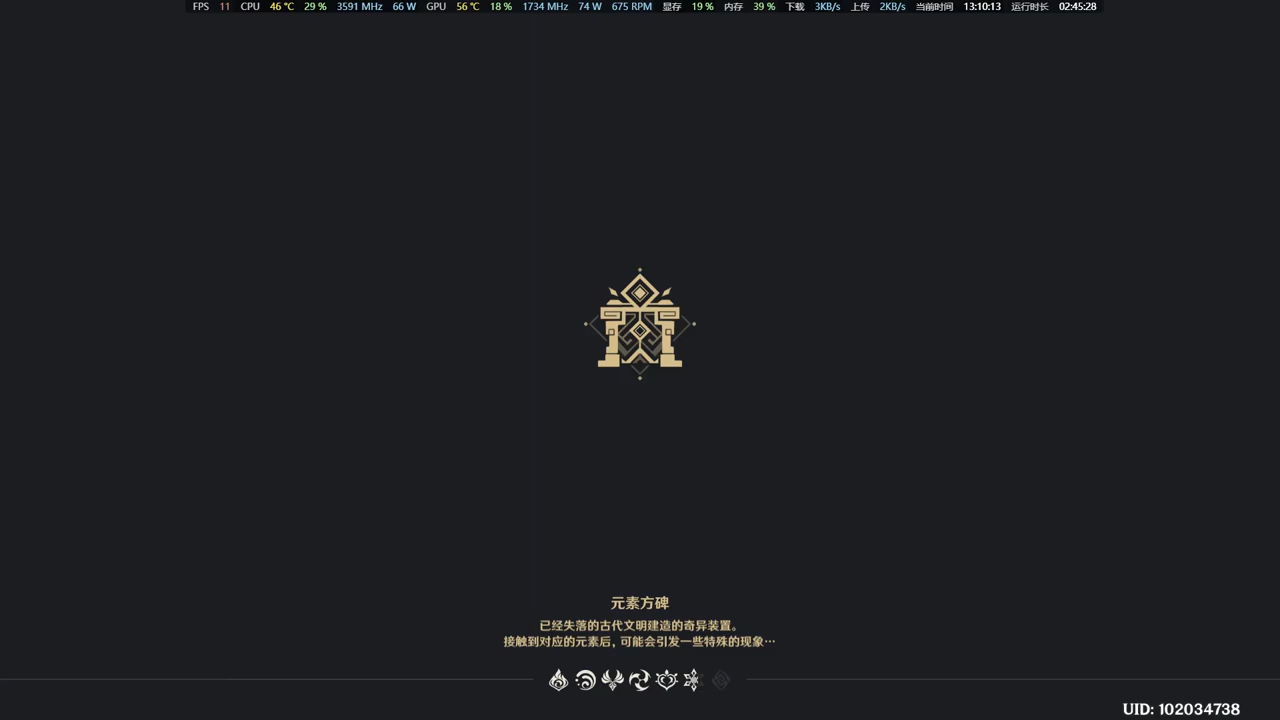 FPS 11 CPU 46 ℃ 29 % 3591 MHz 66 W GPU 56 ℃ 18 % 1734 MHz 74 W 675 RPM 显存 19 % 内存 39 % 下载 3KB/s 上传 2KB/s 当前时间 13:10:13 运行时长 02:45:28
元素方碑
已经失落的古代文明建造的奇异装置。
接触到对应的元素后，可能会引发一些特殊的现象…
UID: 102034738